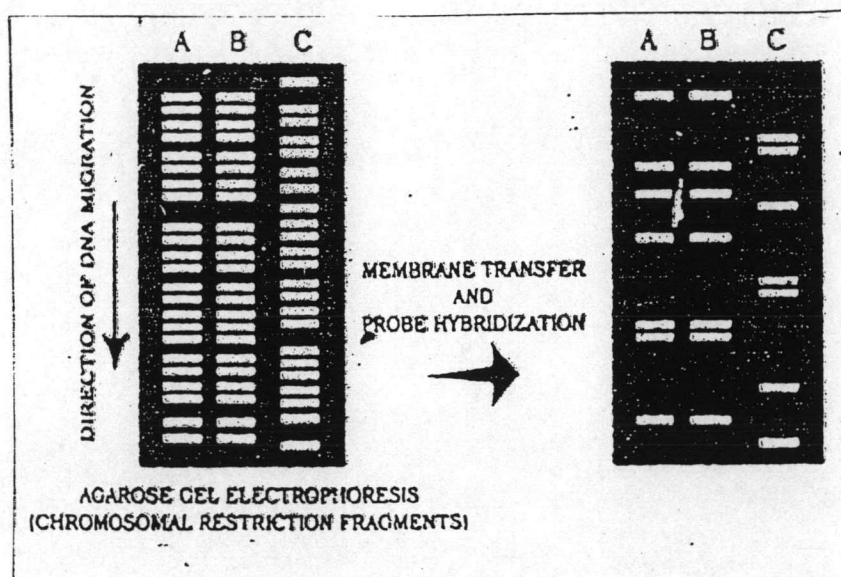 A B C
A B C
DIRECTION OF DNA MIGRATION
MEMBRANE TRANSFER
AND
PROBE HYBRIDIZATION
AGAROSE GEL ELECTROPHORESIS
(CHROMOSOMAL RESTRICTION FRAGMENTS)